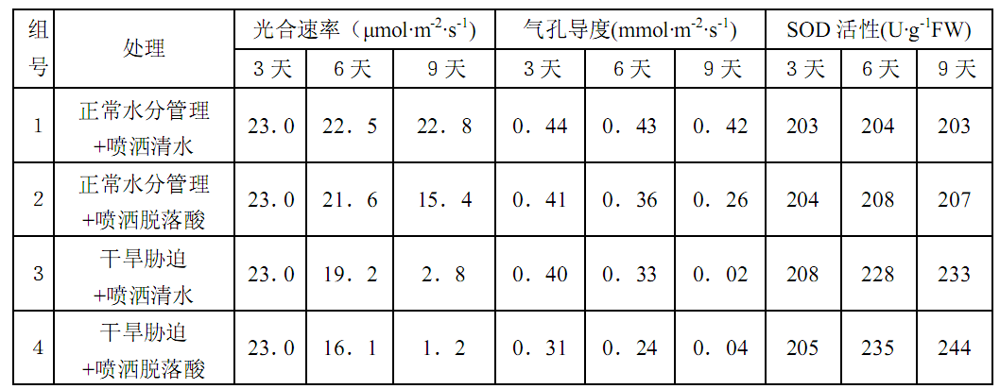 组号 处理 光合速率（μmol·m-2·s-1) 气孔导度(mmol·m-2·s-1) SOD 活性(U·g-1FW)
3天 6天 9天 3天 6天 9天 3天 6天 9天
1 正常水分管理+喷洒清水 23.0 22．5 22．8 0．44 0．43 0．42 203 204 203
2 正常水分管理+喷洒脱落酸 23.0 21．6 15．4 0．41 0．36 0．26 204 208 207
3 干旱胁迫+喷洒清水 23.0 19．2 2．8 0．40 0．33 0．02 208 228 233
4 干旱胁迫+喷洒脱落酸 23.0 16．1 1．2 0．31 0．24 0．04 205 235 244